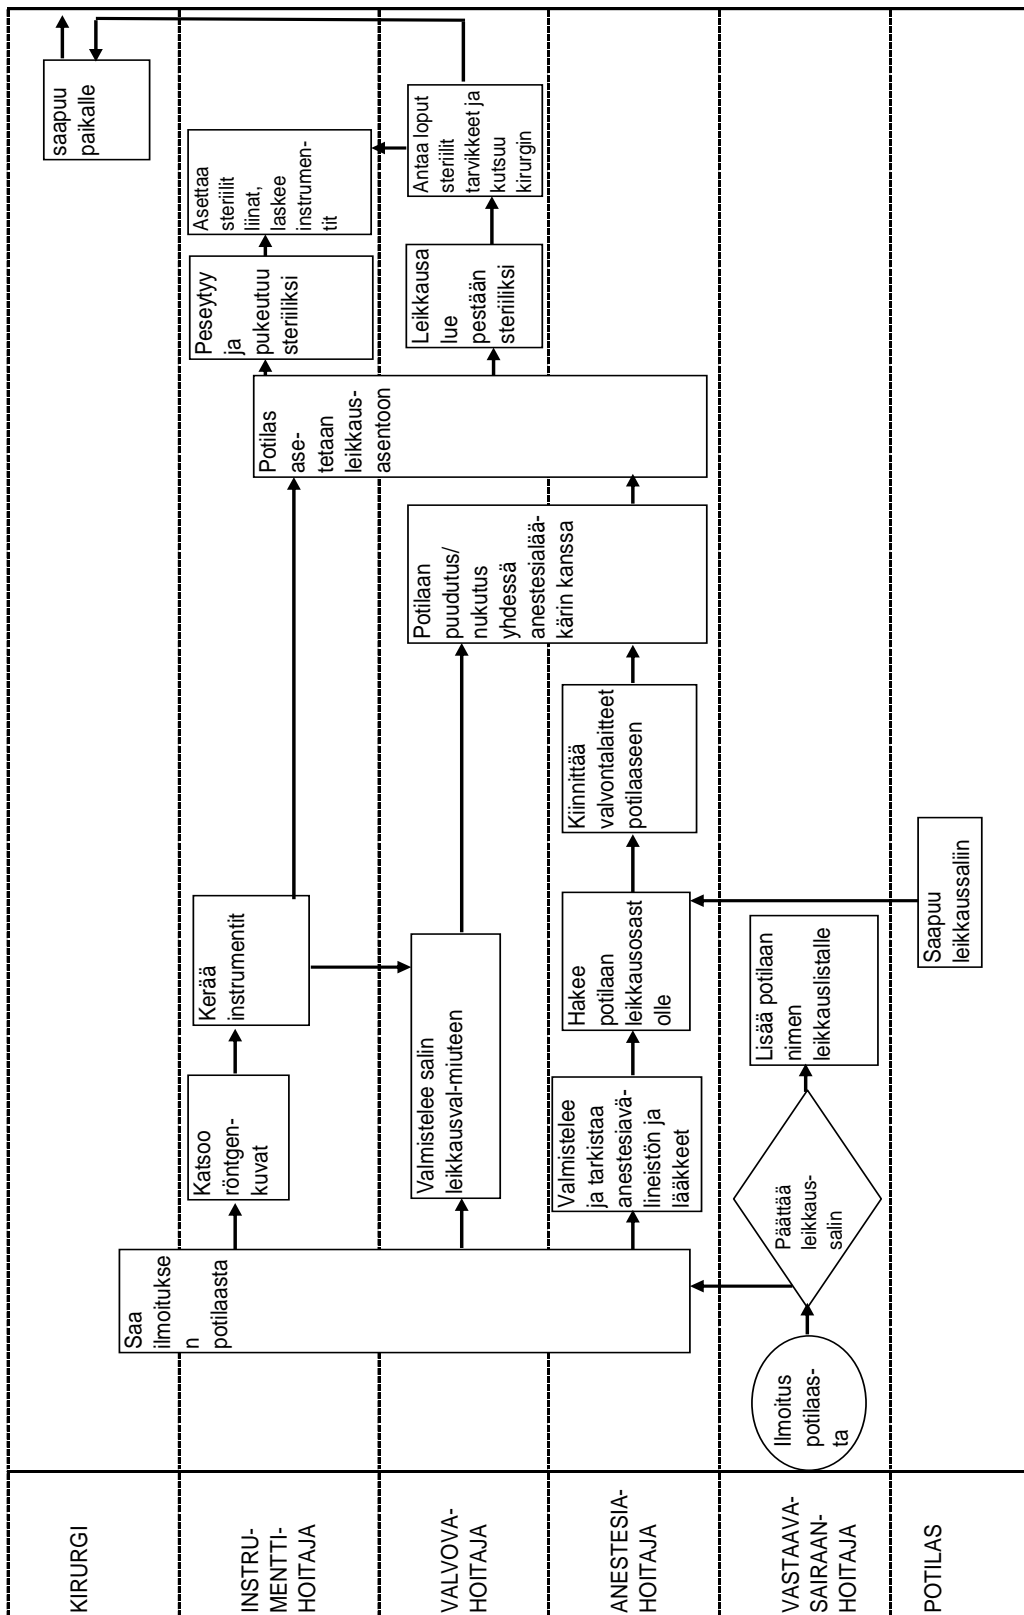 KIRURGI
saapuu
paikalle
INSTRU-
MENTTI-
HOITAJA
Saa
ilmoitukse
n
potilaasta
Katsoo
röntgen-
kuvat
Kerää
instrumentit
Potilas
ase-
tetaan
leikkaus-
asentoon
Peseytyy
ja
pukeutuu
steriiliksi
Asettaa
steriilit
liinat,
laskee
instrumen-
tit
VALVOVA-
HOITAJA
Valmistelee salin
leikkausval-miuteen
Potilaan
puudutus/
nukutus
yhdessä
anestesialää-
kärin kanssa
Leikkausa
lue
pestään
steriiliksi
Antaa loput
steriilit
tarvikkeet ja
kutsuu
kirurgin
ANESTESIA-
HOITAJA
Valmistelee
ja tarkistaa
anestesiavä-
lineistön ja
lääkkeet
Hakee
potilaan
leikkausosast
olle
Kiinnittää
valvontalaitteet
potilaaseen
VASTAAVA-
SAIRAAN-
HOITAJA
Ilmoitus
potilaas-
ta
Päättää
leikkaus-
salin
Lisää potilaan
nimen
leikkauslistalle
POTILAS
Saapuu
leikkaussaliin